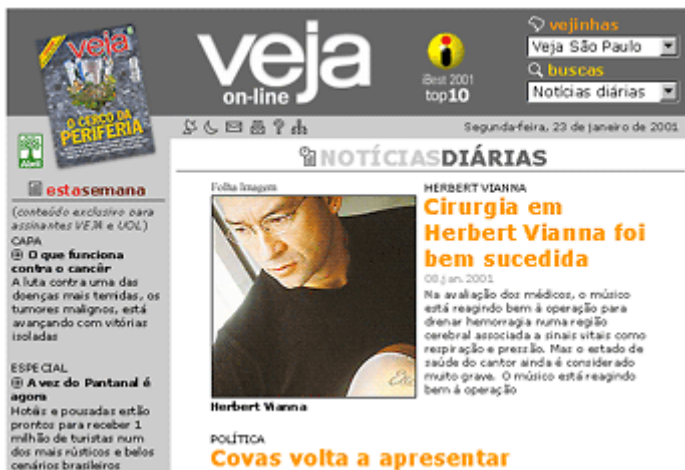 veja
O CERCO DA
PERIFERIA
Abril
veja
on-line
iBest 2001
top10
vejinhas
Veja São Paulo
buscas
Notícias diárias
Segunda-feira, 23 de janeiro de 2001
NOTÍCIASDIÁRIAS
estasemana
(conteúdo exclusivo para
assinantes VEJA e UOL)
CAPA
O que funciona
contra o cancêr
A luta contra uma das
doenças mais temidas, os
tumores malignos, está
avançando com vitórias
isoladas
ESPECIAL
A vez do Pantanal é
agora
Hotéis e pousadas estão
prontos para receber 1
milhão de turistas num
dos mais rústicos e belos
cenários brasileiros
Folha Imagem
Herbert Vianna
HERBERT VIANNA
Cirurgia em
Herbert Vianna foi
bem sucedida
08.jan.2001
Na avaliação dos médicos, o músico
está reagindo bem à operação para
drenar hemorragia numa região
cerebral associada a sinais vitais como
respiração e pressão. Mas o estado de
saúde do cantor ainda é considerado
muito grave. O músico está reagindo
bem à operação
POLÍTICA
Covas volta a apresentar